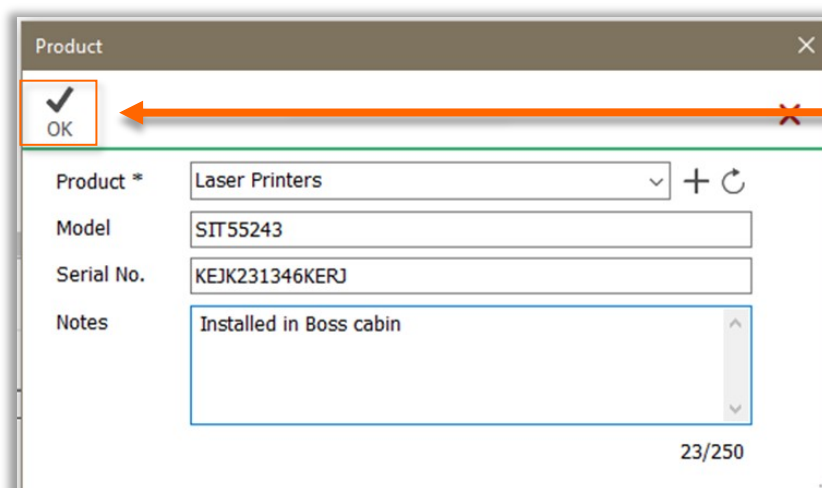 Product
OK
Product * Laser Printers
Model SIT55243
Serial No. KEJK231346KERJ
Notes Installed in Boss cabin
23/250